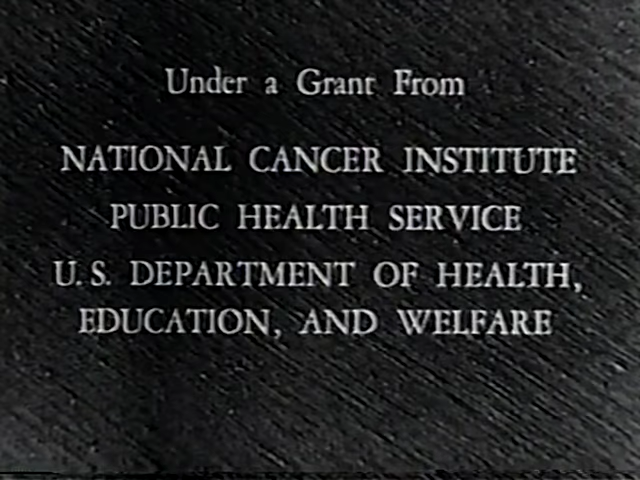 Under a Grant From
NATIONAL CANCER INSTITUTE
PUBLIC HEALTH SERVICE
U. S. DEPARTMENT OF HEALTH,
EDUCATION, AND WELFARE